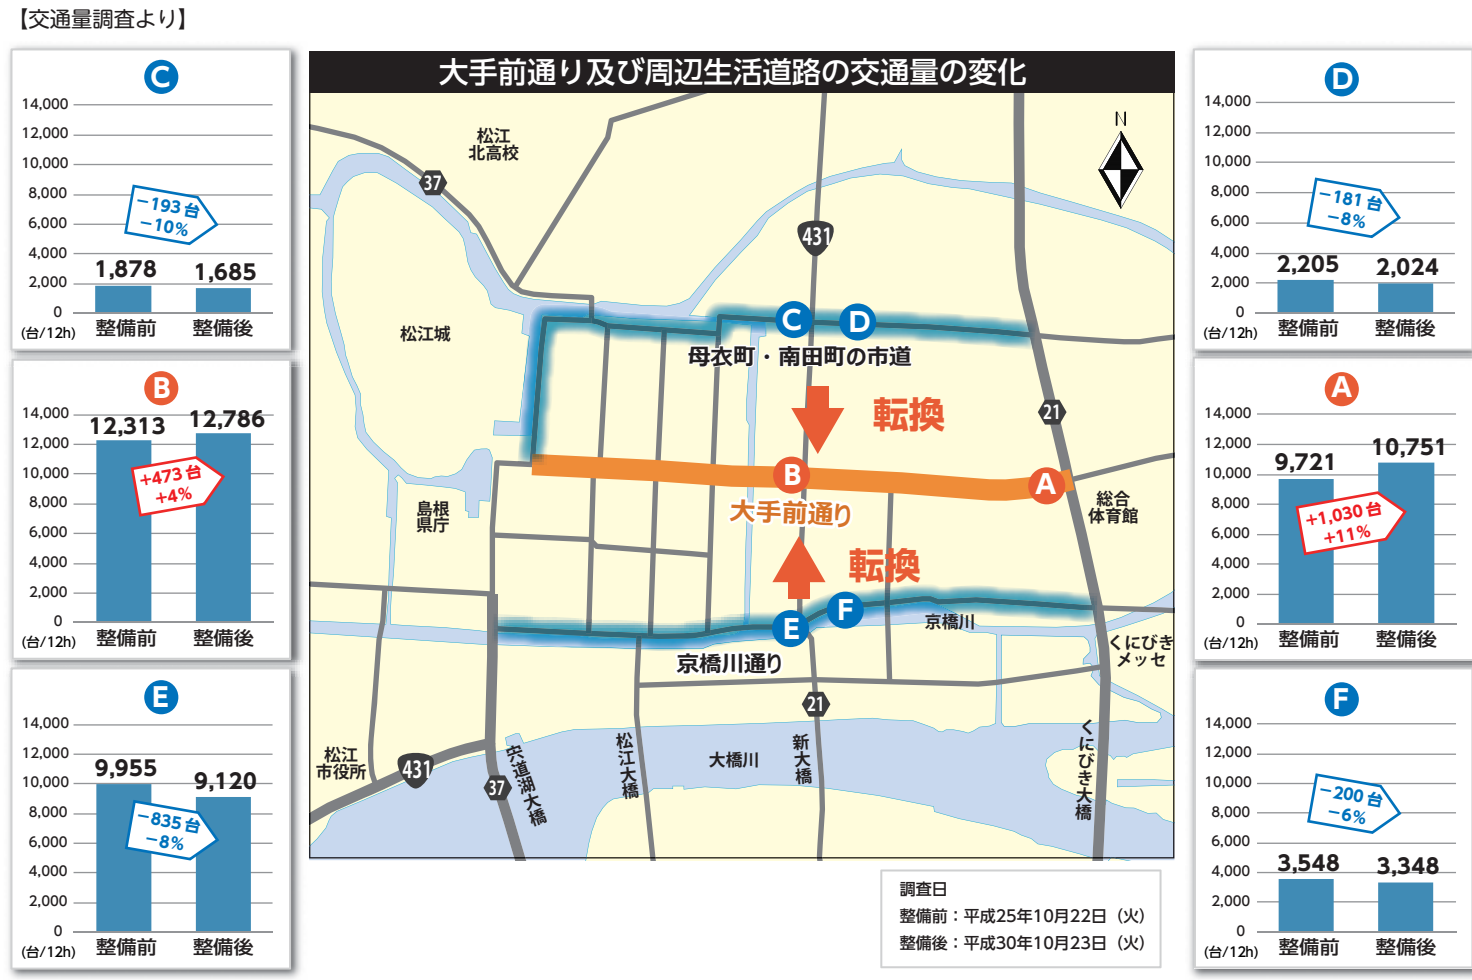 【交通量調査より】
C
14,000
12,000
10,000
8,000
6,000
4,000
2,000
0
(台/12h)
−193台
−10%
1,878
1,685
整備前
整備後
B
14,000
12,000
10,000
8,000
6,000
4,000
2,000
0
(台/12h)
12,313
12,786
+473台
+4%
整備前
整備後
E
14,000
12,000
10,000
8,000
6,000
4,000
2,000
0
(台/12h)
9,955
9,120
−835台
−8%
整備前
整備後
大手前通り及び周辺生活道路の交通量の変化
N
松江
北高校
37
431
松江城
C
D
母衣町・南田町の市道
転換
21
B
A
大手前通り
総合
体育館
島根
県庁
転換
F
E
京橋川
京橋川通り
くにびき
メッセ
21
松江
市役所
431
37
宍道湖大橋
松江大橋
大橋川
新大橋
くにびき大橋
調査日
整備前：平成25年10月22日（火）
整備後：平成30年10月23日（火）
D
14,000
12,000
10,000
8,000
6,000
4,000
2,000
0
(台/12h)
−181台
−8%
2,205
2,024
整備前
整備後
A
14,000
12,000
10,000
8,000
6,000
4,000
2,000
0
(台/12h)
9,721
10,751
+1,030台
+11%
整備前
整備後
F
14,000
12,000
10,000
8,000
6,000
4,000
2,000
0
(台/12h)
−200台
−6%
3,548
3,348
整備前
整備後